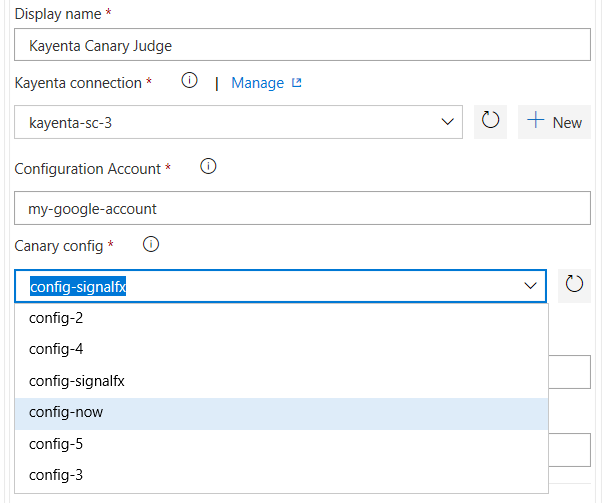 Display name *
Kayenta Canary Judge
Kayenta connection * | Manage
kayenta-sc-3 New
Configuration Account *
my-google-account
Canary config *
config-signalfx
config-2
config-4
config-signalfx
config-now
config-5
config-3